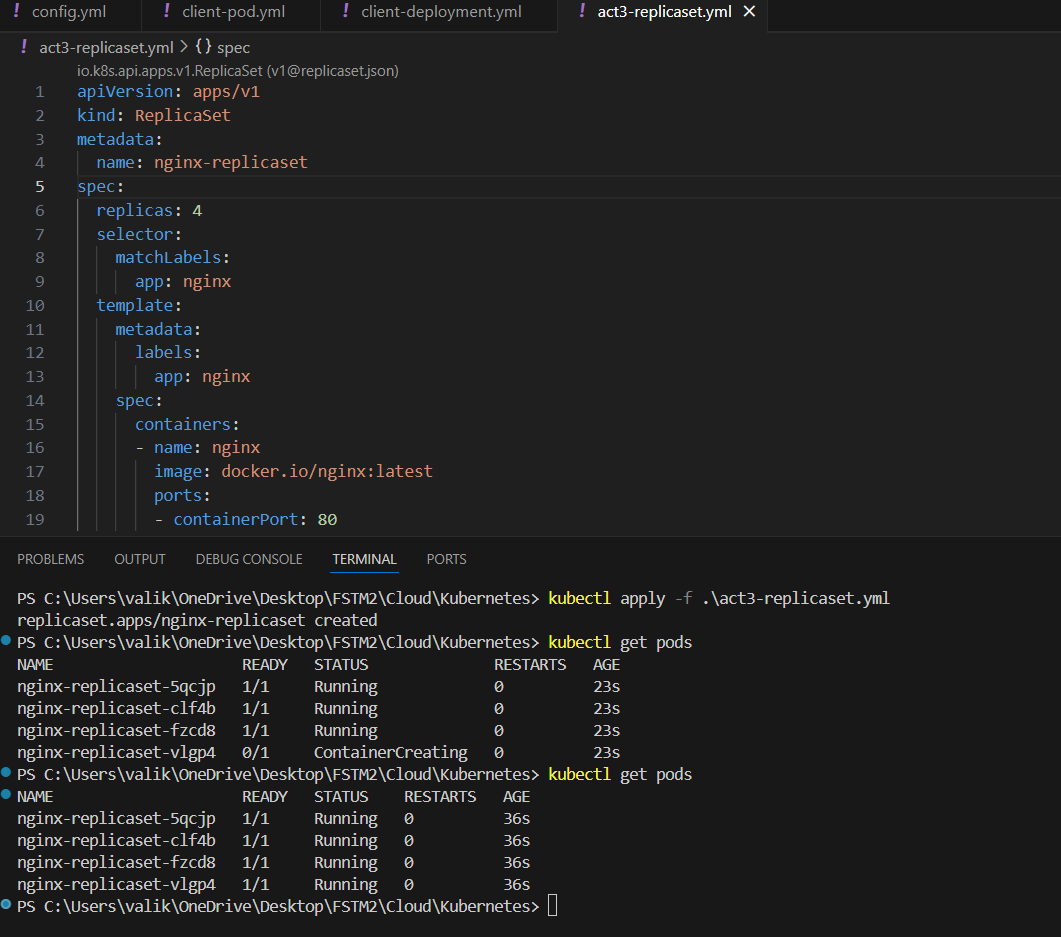 ! config.yml ! client-pod.yml ! client-deployment.yml ! act3-replicaset.yml ×
! act3-replicaset.yml > {} spec
io.k8s.api.apps.v1.ReplicaSet (v1@replicaset.json)
1 apiVersion: apps/v1
2 kind: ReplicaSet
3 metadata:
4   name: nginx-replicaset
5 spec:
6   replicas: 4
7   selector:
8     matchLabels:
9       app: nginx
10   template:
11     metadata:
12       labels:
13         app: nginx
14     spec:
15       containers:
16       - name: nginx
17         image: docker.io/nginx:latest
18         ports:
19         - containerPort: 80
PROBLEMS OUTPUT DEBUG CONSOLE TERMINAL PORTS
PS C:\Users\valik\OneDrive\Desktop\FSTM2\Cloud\Kubernetes> kubectl apply -f .\act3-replicaset.yml
replicaset.apps/nginx-replicaset created
PS C:\Users\valik\OneDrive\Desktop\FSTM2\Cloud\Kubernetes> kubectl get pods
NAME READY STATUS RESTARTS AGE
nginx-replicaset-5qcjp 1/1 Running 0 23s
nginx-replicaset-clf4b 1/1 Running 0 23s
nginx-replicaset-fzcd8 1/1 Running 0 23s
nginx-replicaset-vlgp4 0/1 ContainerCreating 0 23s
PS C:\Users\valik\OneDrive\Desktop\FSTM2\Cloud\Kubernetes> kubectl get pods
NAME READY STATUS RESTARTS AGE
nginx-replicaset-5qcjp 1/1 Running 0 36s
nginx-replicaset-clf4b 1/1 Running 0 36s
nginx-replicaset-fzcd8 1/1 Running 0 36s
nginx-replicaset-vlgp4 1/1 Running 0 36s
PS C:\Users\valik\OneDrive\Desktop\FSTM2\Cloud\Kubernetes>